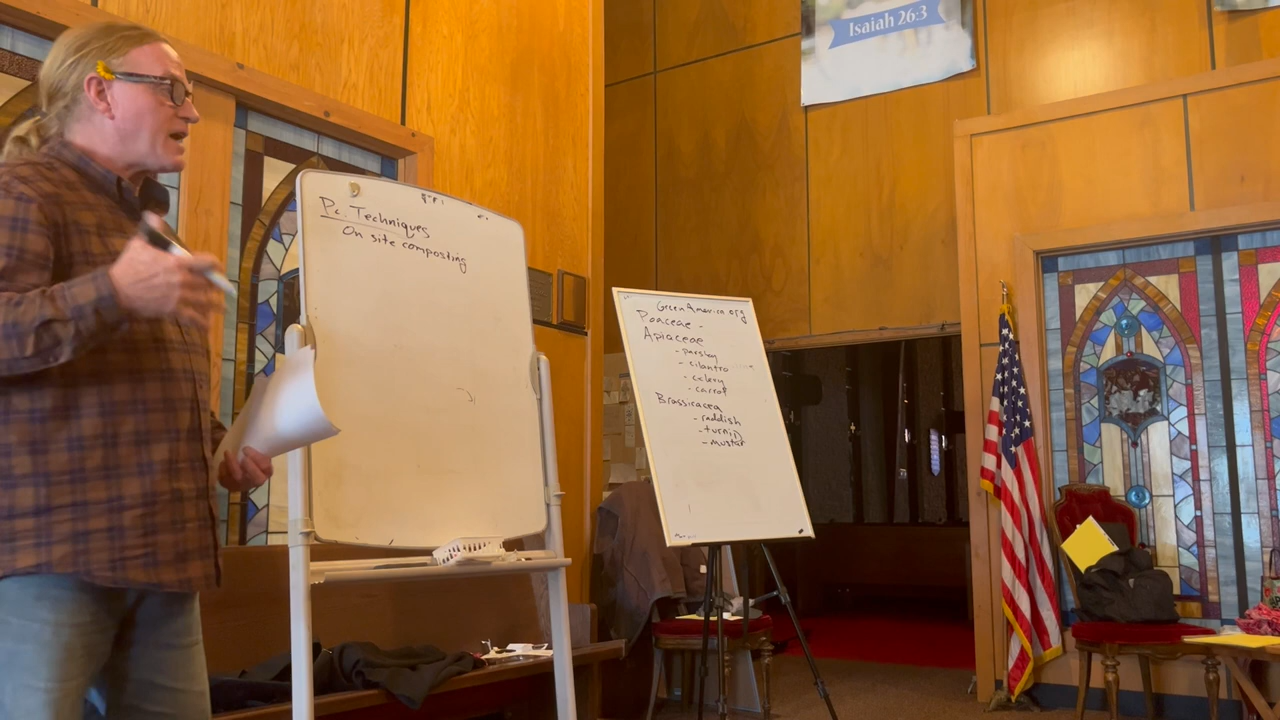 Isaiah 26:3
Pc. Techniques
On site composting
GreenAmerica.org
Poaceae -
Apiaceae
- parsley
- cilantro
- celery
- carrot
Brassicacea
- raddish
- turnip
- mustar